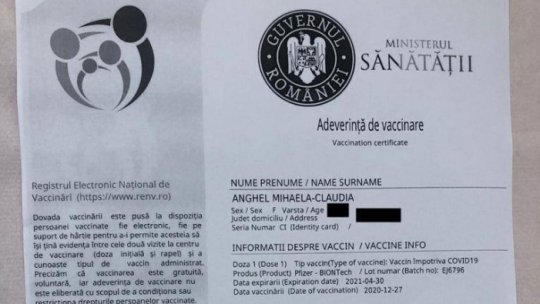 GUVERNUL
ROMÂNIEI
MINISTERUL
SĂNĂTĂȚII
Adeverință de vaccinare
Vaccination certificate
Registrul Electronic Național de
Vaccinări (https://www.renv.ro)
Dovada vaccinării este pusă la dispoziția
persoanei vaccinate fie electronic, fie
pe suport de hârtie pentru a-i permite acesteia să
își țină evidența între cele două vizite la centru
de vaccinare (doza inițială și rapel) și a
cunoaște tipul de vaccin administrat.
Precizăm că vaccinarea este gratuită,
voluntară, iar adeverința de vaccinare nu
este eliberată cu scopul de a condiționa sau
restricționa drepturile persoanelor vaccinate.
NUME PRENUME / NAME SURNAME
ANGHEL MIHAELA-CLAUDIA
Sex / Sex F Varsta / Age
Judet domiciliu / Address
Seria Numar CI (Identity card) /
INFORMATII DESPRE VACCIN / VACCINE INFO
Doza 1 (Dose 1) Tip vaccin(Type of vaccine): Vaccin împotriva COVID19
Produs (Product) Pfizer - BIONTech / Lot numar (Batch no.) EJ6796
Data expirarii (Expiration date) 2021-04-30
Data vaccinării (Date of vaccination) 2020-12-27